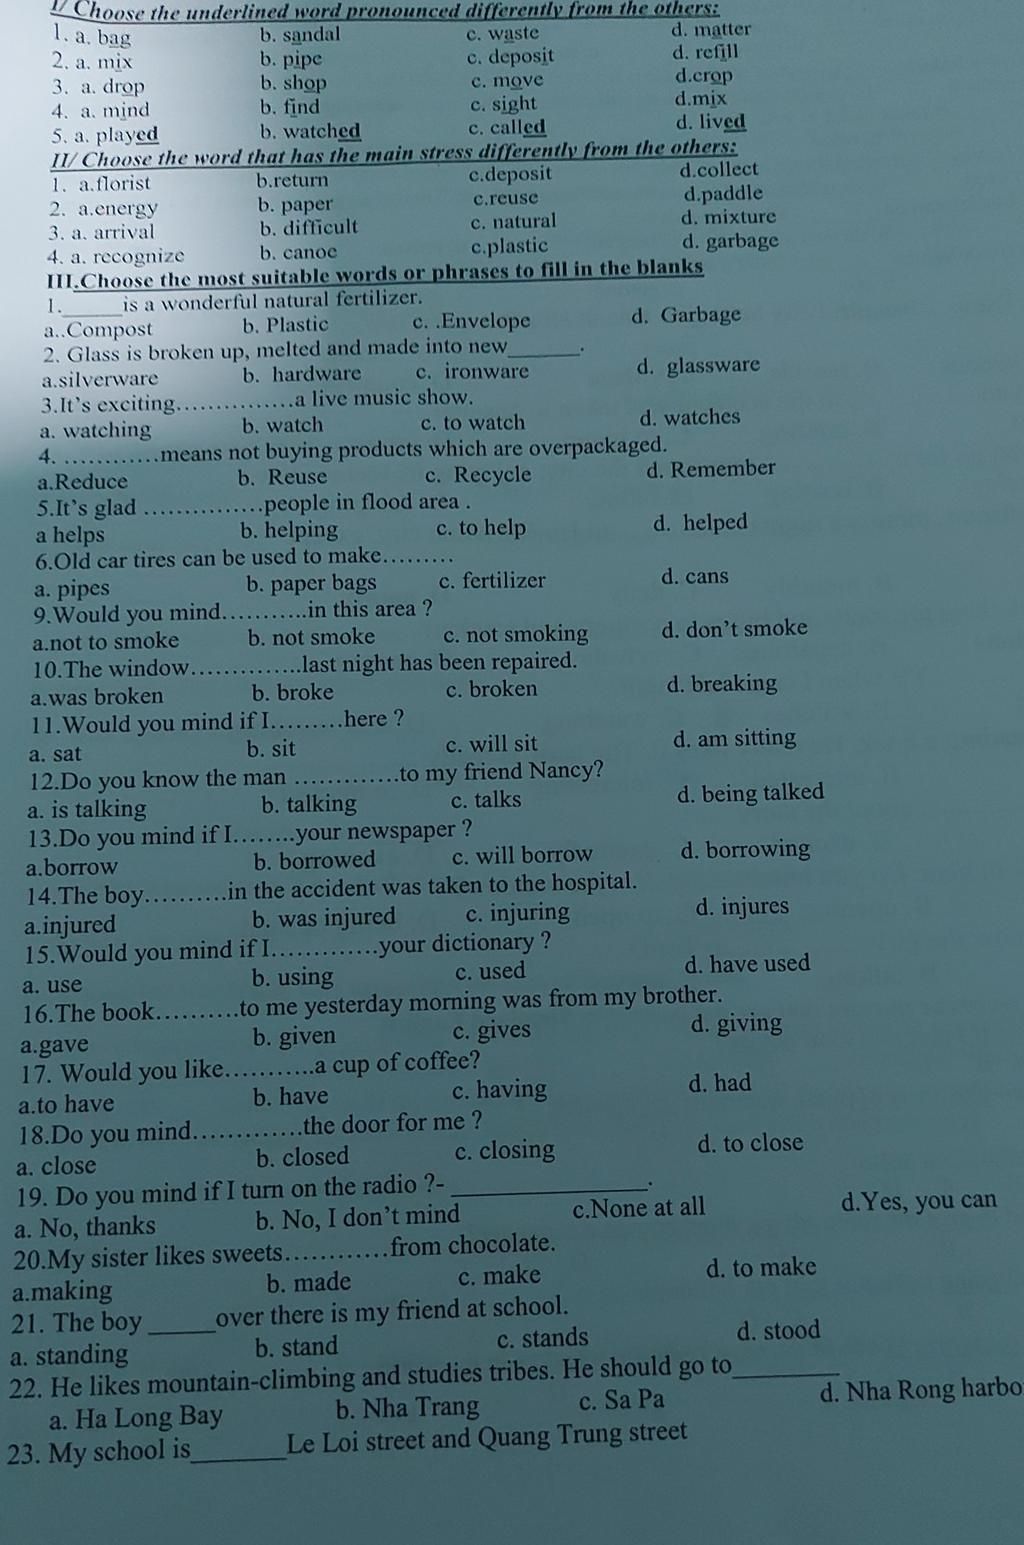 I/ Choose the underlined word pronounced differently from the others:
1. a. bag b. sandal c. waste d. matter
2. a. mix b. pipe c. deposit d. refill
3. a. drop b. shop c. move d.crop
4. a. mind b. find c. sight d.mix
5. a. played b. watched c. called d. lived
II/ Choose the word that has the main stress differently from the others:
1. a.florist b.return c.deposit d.collect
2. a.energy b. paper c.reuse d.paddle
3. a. arrival b. difficult c. natural d. mixture
4. a. recognize b. canoe c.plastic d. garbage
III.Choose the most suitable words or phrases to fill in the blanks
1.______is a wonderful natural fertilizer.
a..Compost b. Plastic c. .Envelope d. Garbage
2. Glass is broken up, melted and made into new_______.
a.silverware b. hardware c. ironware d. glassware
3.It's exciting……………a live music show.
a. watching b. watch c. to watch d. watches
4. …………means not buying products which are overpackaged.
a.Reduce b. Reuse c. Recycle d. Remember
5.It's glad ……………people in flood area .
a helps b. helping c. to help d. helped
6.Old car tires can be used to make………
a. pipes b. paper bags c. fertilizer d. cans
9.Would you mind………..in this area ?
a.not to smoke b. not smoke c. not smoking d. don't smoke
10.The window…………..last night has been repaired.
a.was broken b. broke c. broken d. breaking
11.Would you mind if I………here ?
a. sat b. sit c. will sit d. am sitting
12.Do you know the man ………….to my friend Nancy?
a. is talking b. talking c. talks d. being talked
13.Do you mind if I……..your newspaper ?
a.borrow b. borrowed c. will borrow d. borrowing
14.The boy……….in the accident was taken to the hospital.
a.injured b. was injured c. injuring d. injures
15.Would you mind if I………….your dictionary ?
a. use b. using c. used d. have used
16.The book……….to me yesterday morning was from my brother.
a.gave b. given c. gives d. giving
17. Would you like………..a cup of coffee?
a.to have b. have c. having d. had
18.Do you mind………….the door for me ?
a. close b. closed c. closing d. to close
19. Do you mind if I turn on the radio ?- __________________.
a. No, thanks b. No, I don't mind c.None at all d.Yes, you can
20.My sister likes sweets…………from chocolate.
a.making b. made c. make d. to make
21. The boy ______over there is my friend at school.
a. standing b. stand c. stands d. stood
22. He likes mountain-climbing and studies tribes. He should go to_________
a. Ha Long Bay b. Nha Trang c. Sa Pa d. Nha Rong harbo
23. My school is________Le Loi street and Quang Trung street